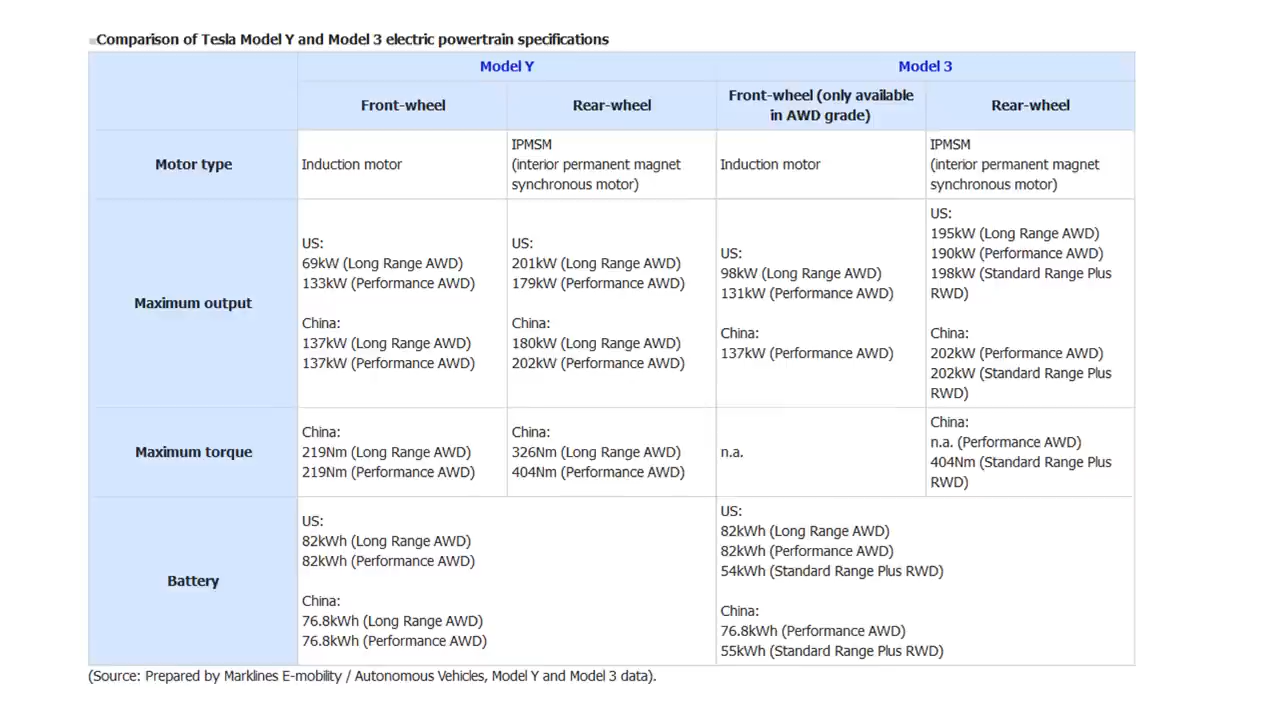 Comparison of Tesla Model Y and Model 3 electric powertrain specifications
Model Y
Model 3
Front-wheel
Rear-wheel
Front-wheel (only available
in AWD grade)
Rear-wheel
Motor type
Induction motor
IPMSM
(interior permanent magnet
synchronous motor)
Induction motor
IPMSM
(interior permanent magnet
synchronous motor)
Maximum output
US:
69kW (Long Range AWD)
133kW (Performance AWD)
China:
137kW (Long Range AWD)
137kW (Performance AWD)
US:
201kW (Long Range AWD)
179kW (Performance AWD)
China:
180kW (Long Range AWD)
202kW (Performance AWD)
US:
98kW (Long Range AWD)
131kW (Performance AWD)
China:
137kW (Performance AWD)
US:
195kW (Long Range AWD)
190kW (Performance AWD)
198kW (Standard Range Plus
RWD)
China:
202kW (Performance AWD)
202kW (Standard Range Plus
RWD)
Maximum torque
China:
219Nm (Long Range AWD)
219Nm (Performance AWD)
China:
326Nm (Long Range AWD)
404Nm (Performance AWD)
n.a.
China:
n.a. (Performance AWD)
404Nm (Standard Range Plus
RWD)
Battery
US:
82kWh (Long Range AWD)
82kWh (Performance AWD)
China:
76.8kWh (Long Range AWD)
76.8kWh (Performance AWD)
US:
82kWh (Long Range AWD)
82kWh (Performance AWD)
54kWh (Standard Range Plus RWD)
China:
76.8kWh (Performance AWD)
55kWh (Standard Range Plus RWD)
(Source: Prepared by Marklines E-mobility / Autonomous Vehicles, Model Y and Model 3 data).